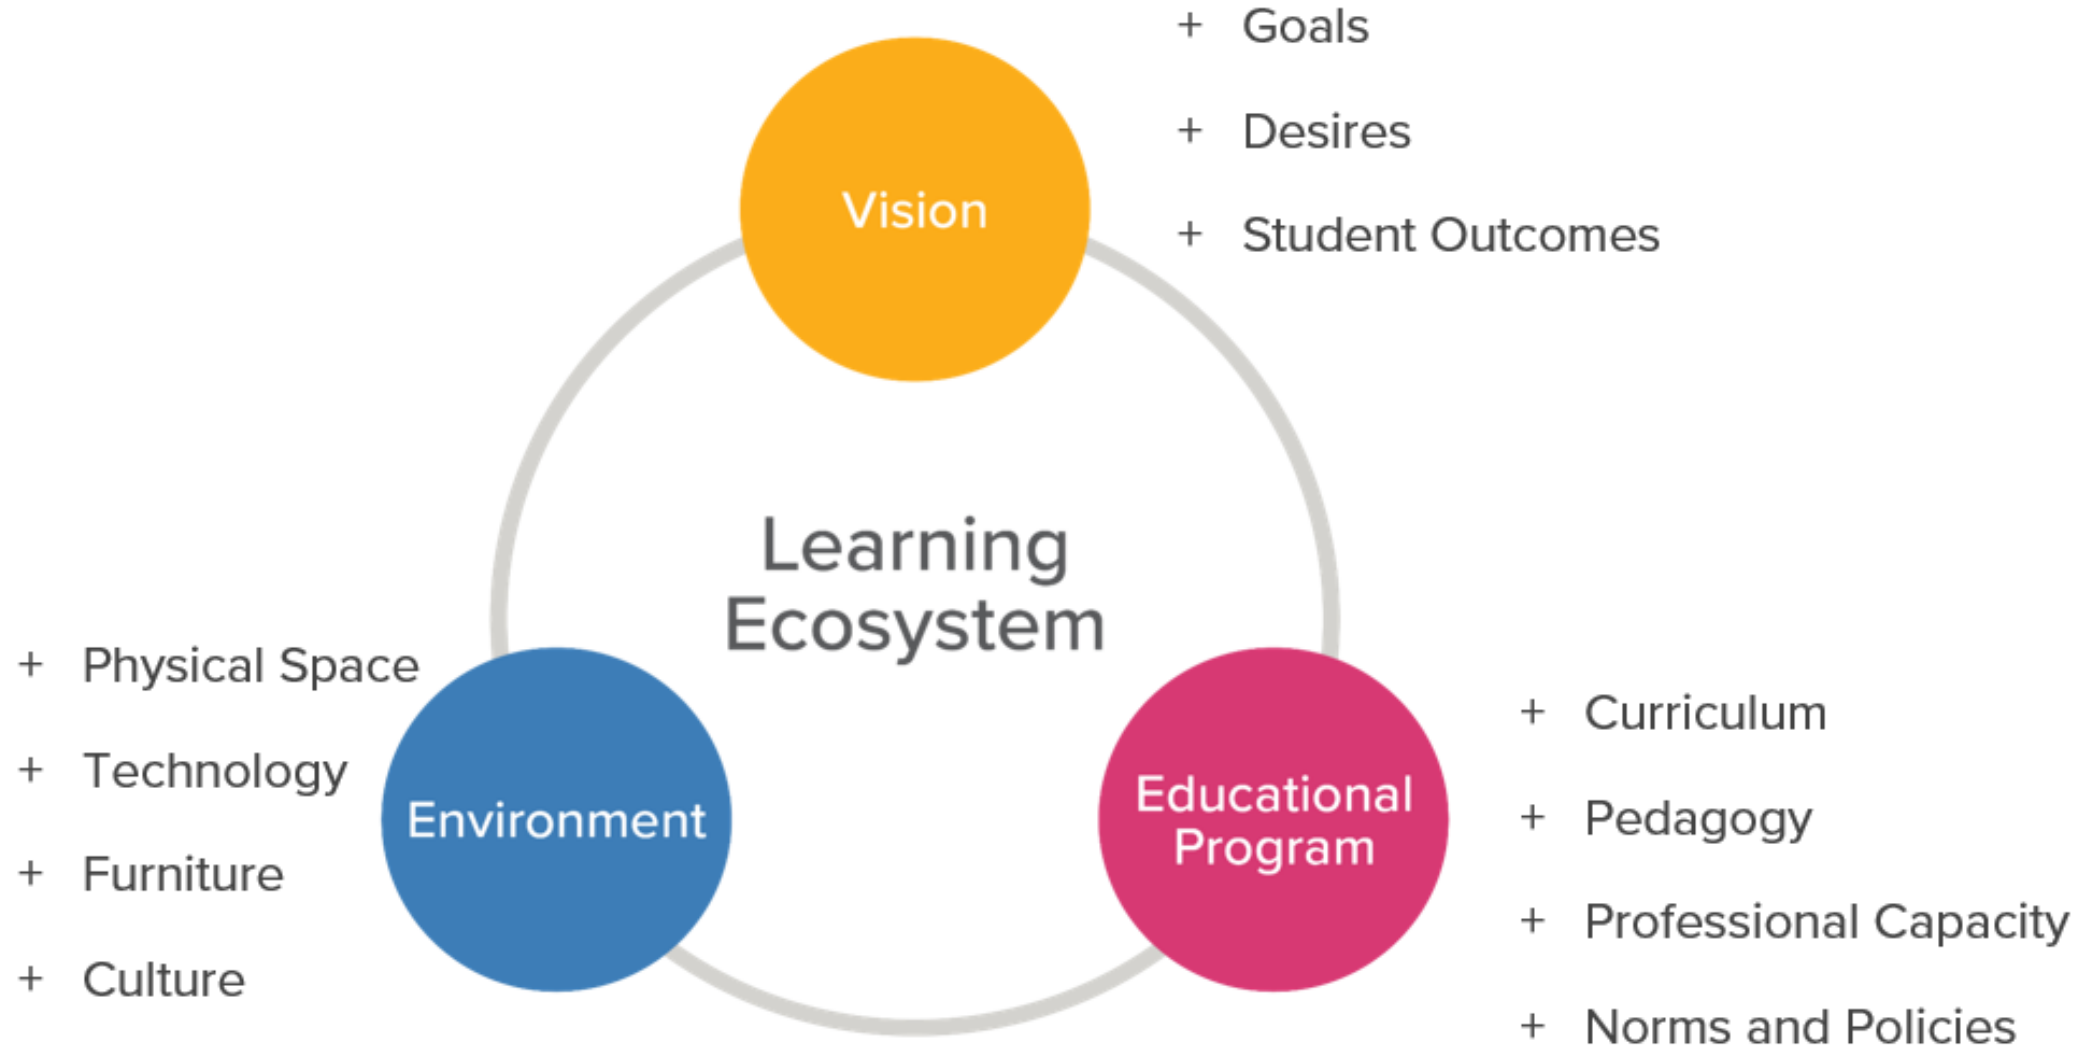 + Goals
+ Desires
+ Student Outcomes
Vision
Learning
Ecosystem
+ Physical Space
+ Technology
+ Furniture
+ Culture
Environment
Educational
Program
+ Curriculum
+ Pedagogy
+ Professional Capacity
+ Norms and Policies